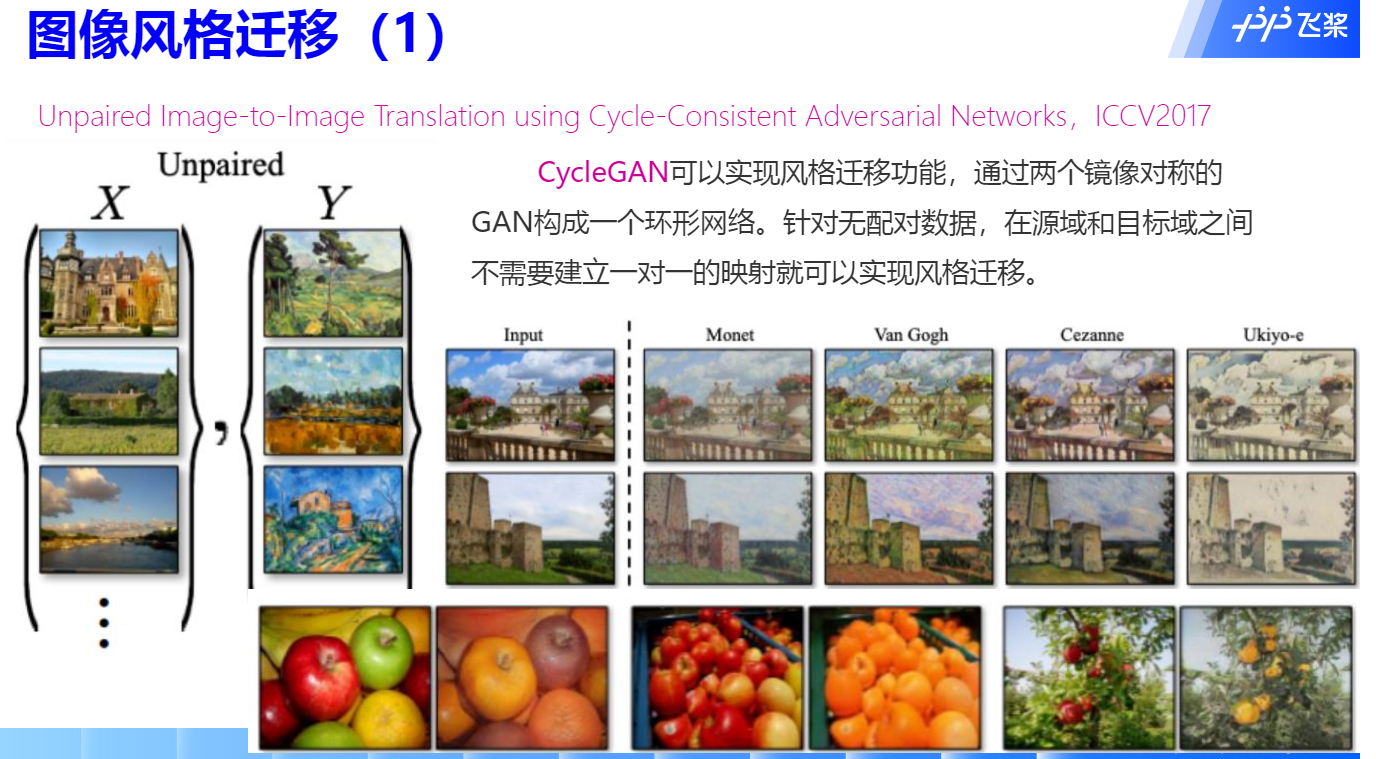 图像风格迁移（1）
飞桨
Unpaired Image-to-Image Translation using Cycle-Consistent Adversarial Networks，ICCV2017
Unpaired
X Y
CycleGAN可以实现风格迁移功能，通过两个镜像对称的
GAN构成一个环形网络。针对无配对数据，在源域和目标域之间
不需要建立一对一的映射就可以实现风格迁移。
Input Monet Van Gogh Cezanne Ukiyo-e